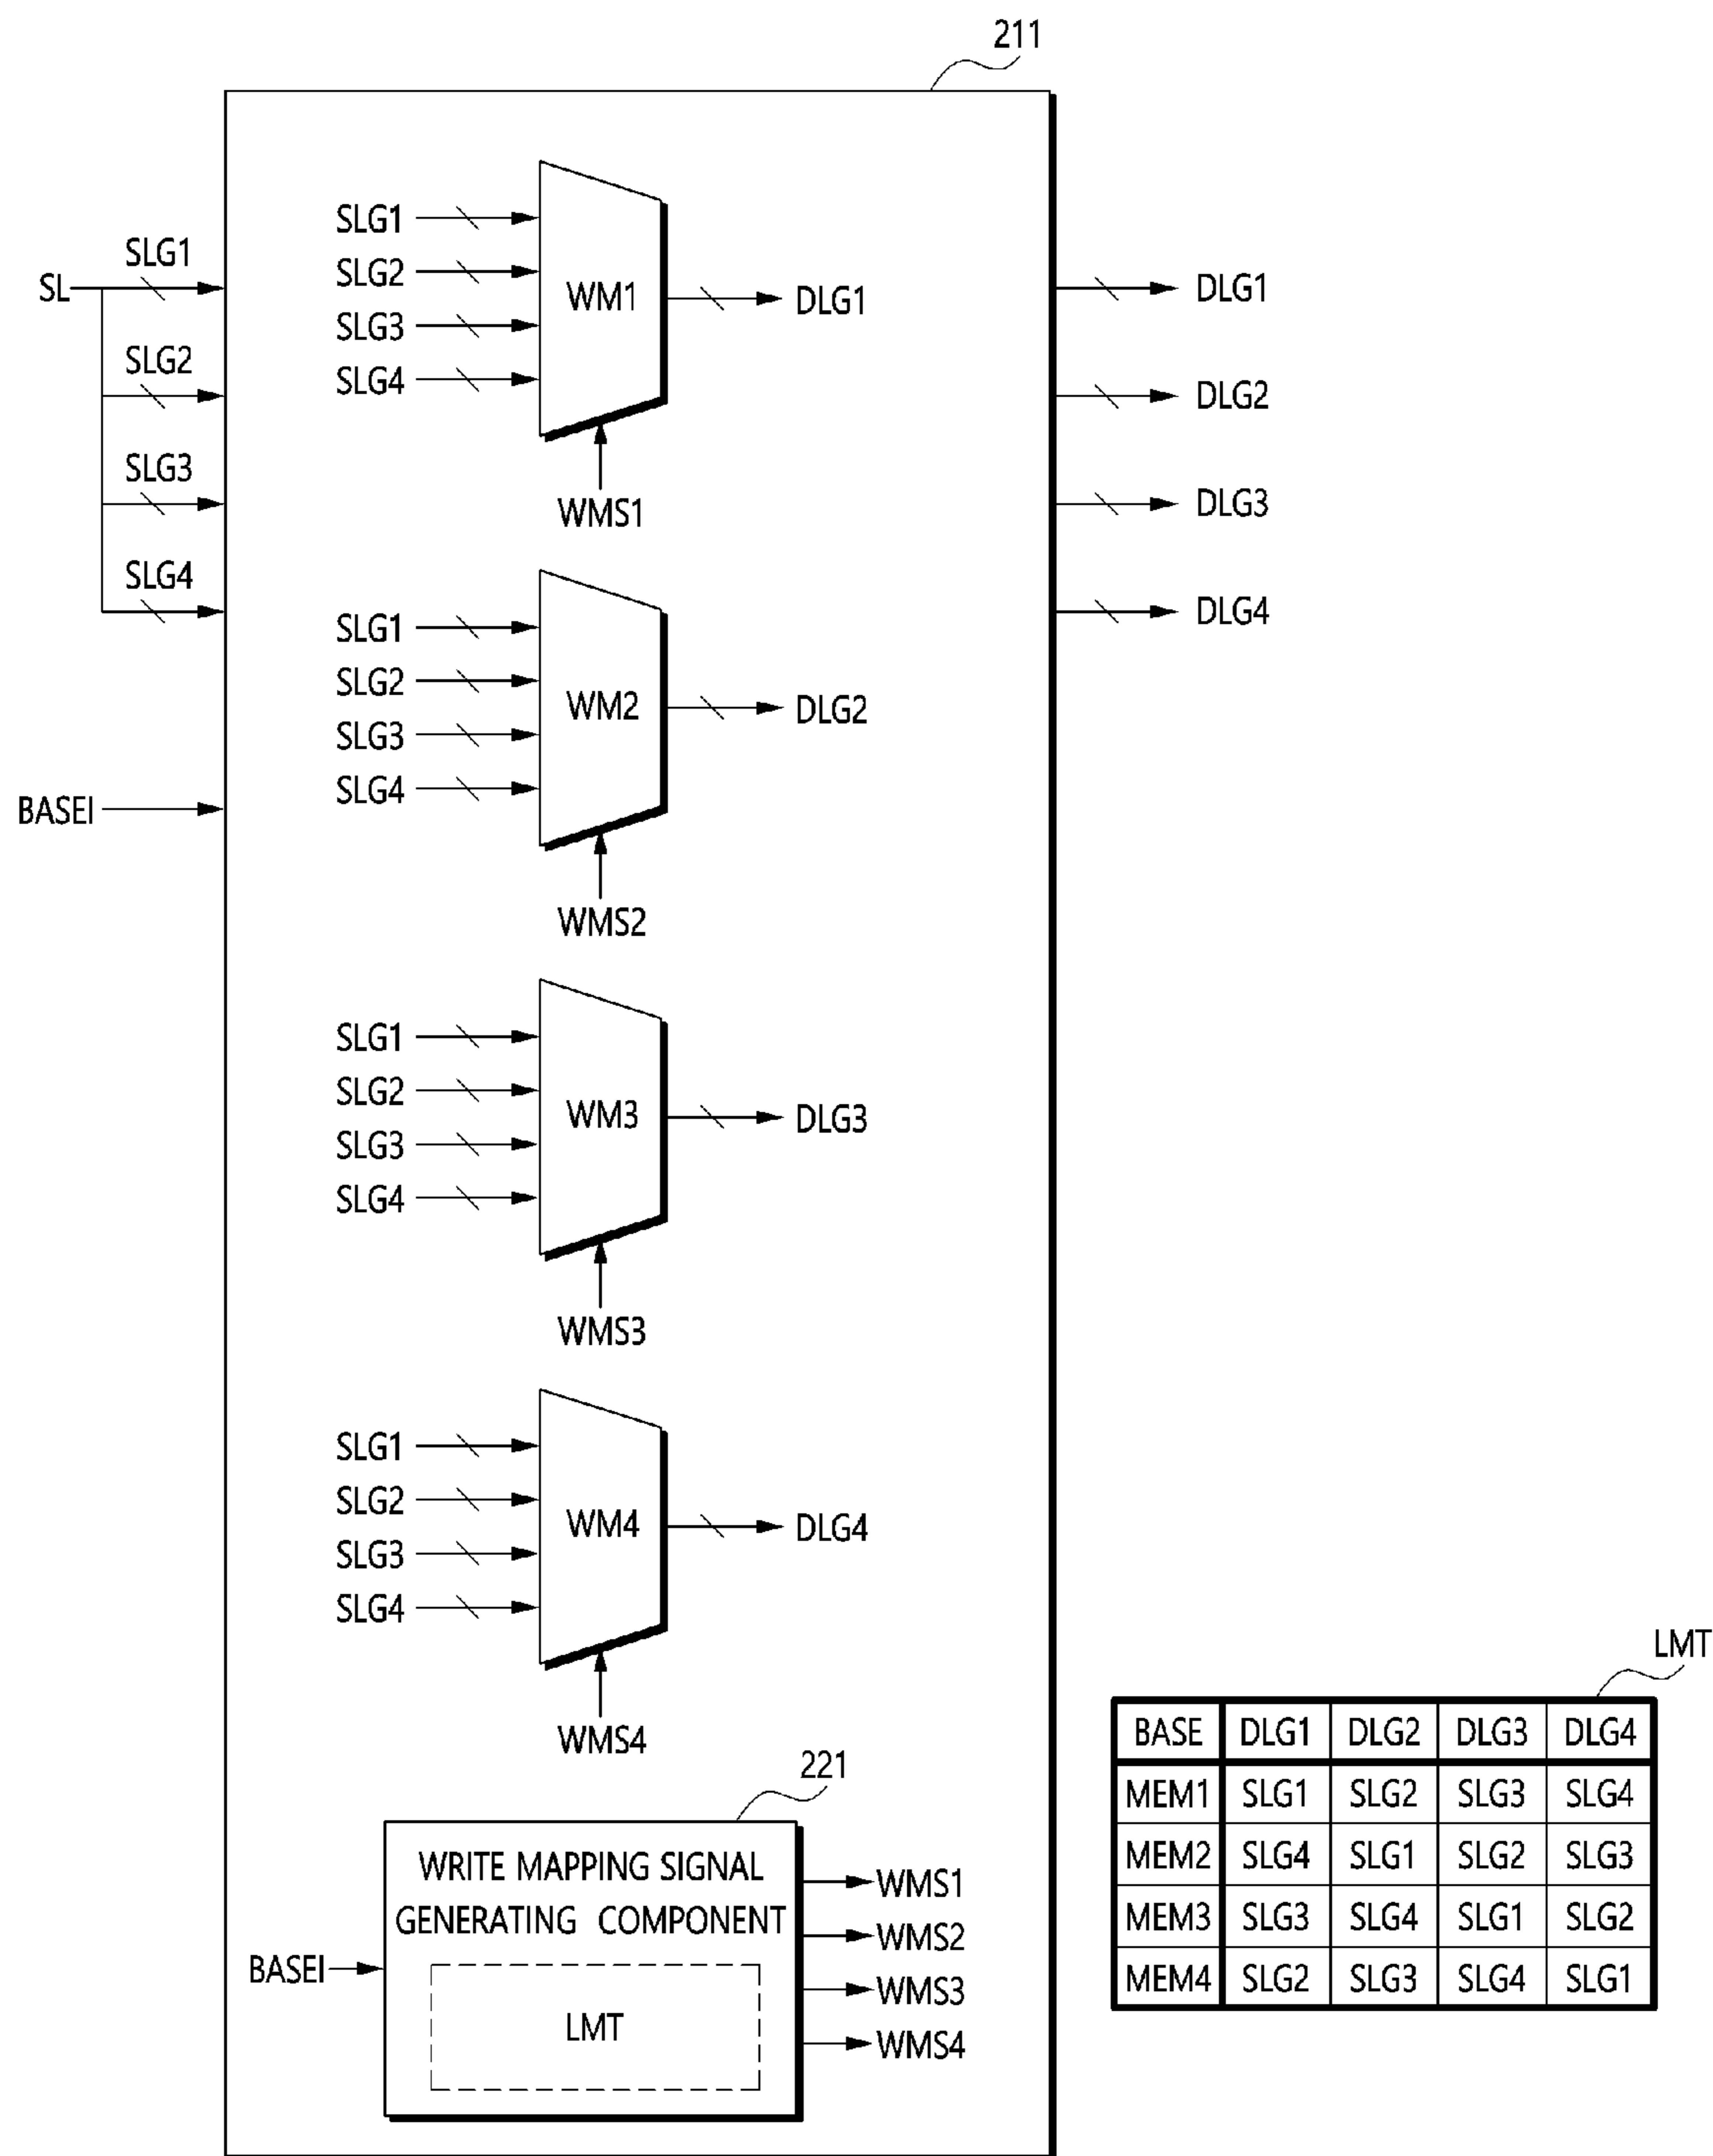 211
SL
SLG1
SLG2
SLG3
SLG4
BASEI
SLG1
SLG2
SLG3
SLG4
WM1
DLG1
WMS1
SLG1
SLG2
SLG3
SLG4
WM2
DLG2
WMS2
SLG1
SLG2
SLG3
SLG4
WM3
DLG3
WMS3
SLG1
SLG2
SLG3
SLG4
WM4
DLG4
WMS4
DLG1
DLG2
DLG3
DLG4
221
WRITE MAPPING SIGNAL
GENERATING COMPONENT
LMT
BASEI
WMS1
WMS2
WMS3
WMS4
LMT
BASE DLG1 DLG2 DLG3 DLG4
MEM1 SLG1 SLG2 SLG3 SLG4
MEM2 SLG4 SLG1 SLG2 SLG3
MEM3 SLG3 SLG4 SLG1 SLG2
MEM4 SLG2 SLG3 SLG4 SLG1